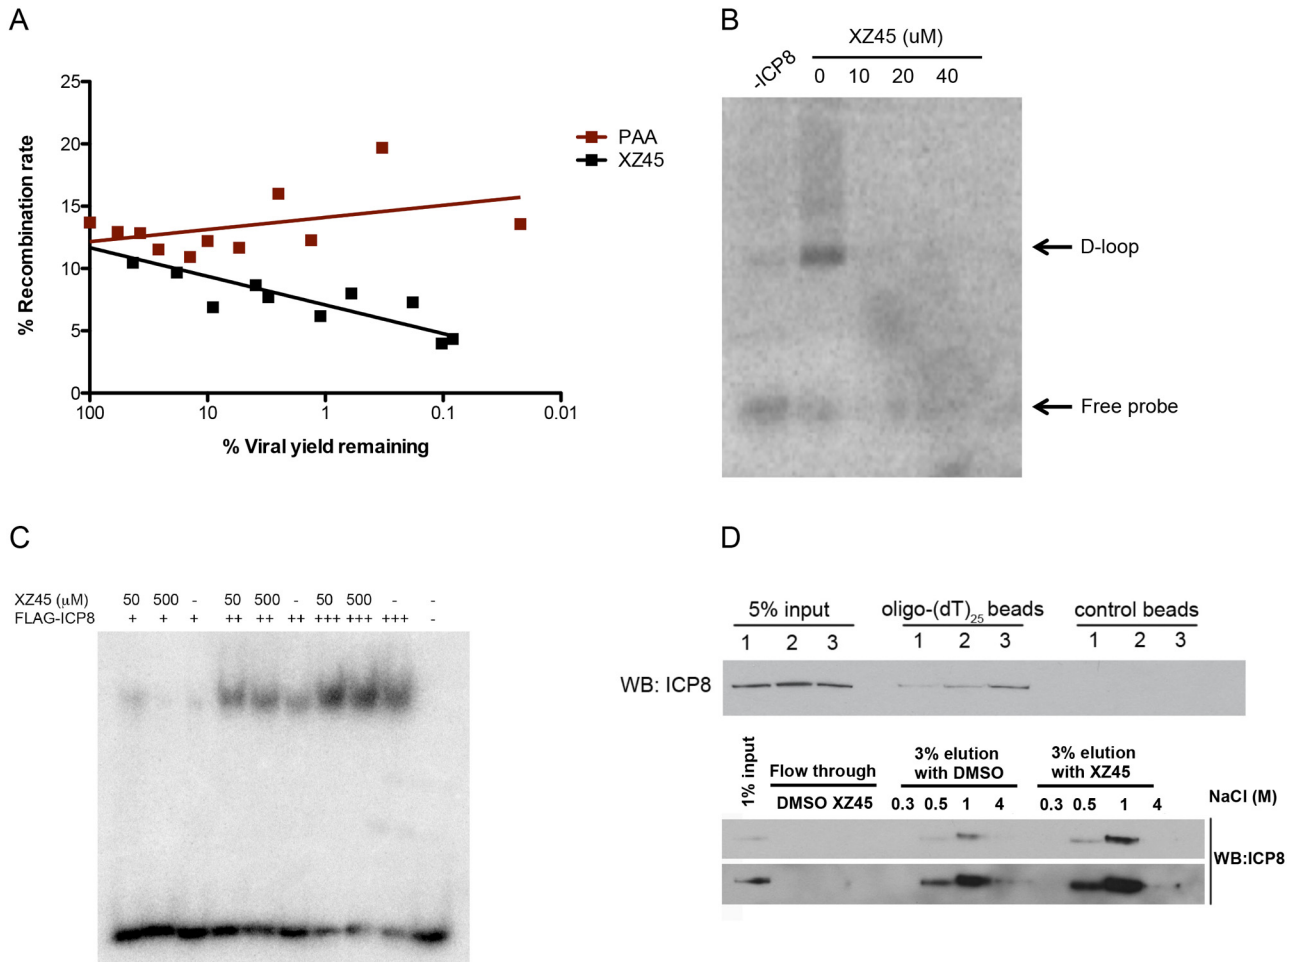 A
25
20
15
10
5
0
100
10
1
0.1
0.01
% Recombination rate
% Viral yield remaining
PAA
XZ45
B
XZ45 (uM)
-ICP8
0 10 20 40
D-loop
Free probe
C
XZ45 (μM) 50 500 - 50 500 - 50 500 - -
FLAG-ICP8 + + + ++ ++ ++ +++ +++ +++ -
D
5% input oligo-(dT)25 beads control beads
1 2 3 1 2 3 1 2 3
WB: ICP8
1% input
Flow through
DMSO XZ45
3% elution
with DMSO
3% elution
with XZ45
0.3 0.5 1 4 0.3 0.5 1 4 NaCl (M)
WB:ICP8